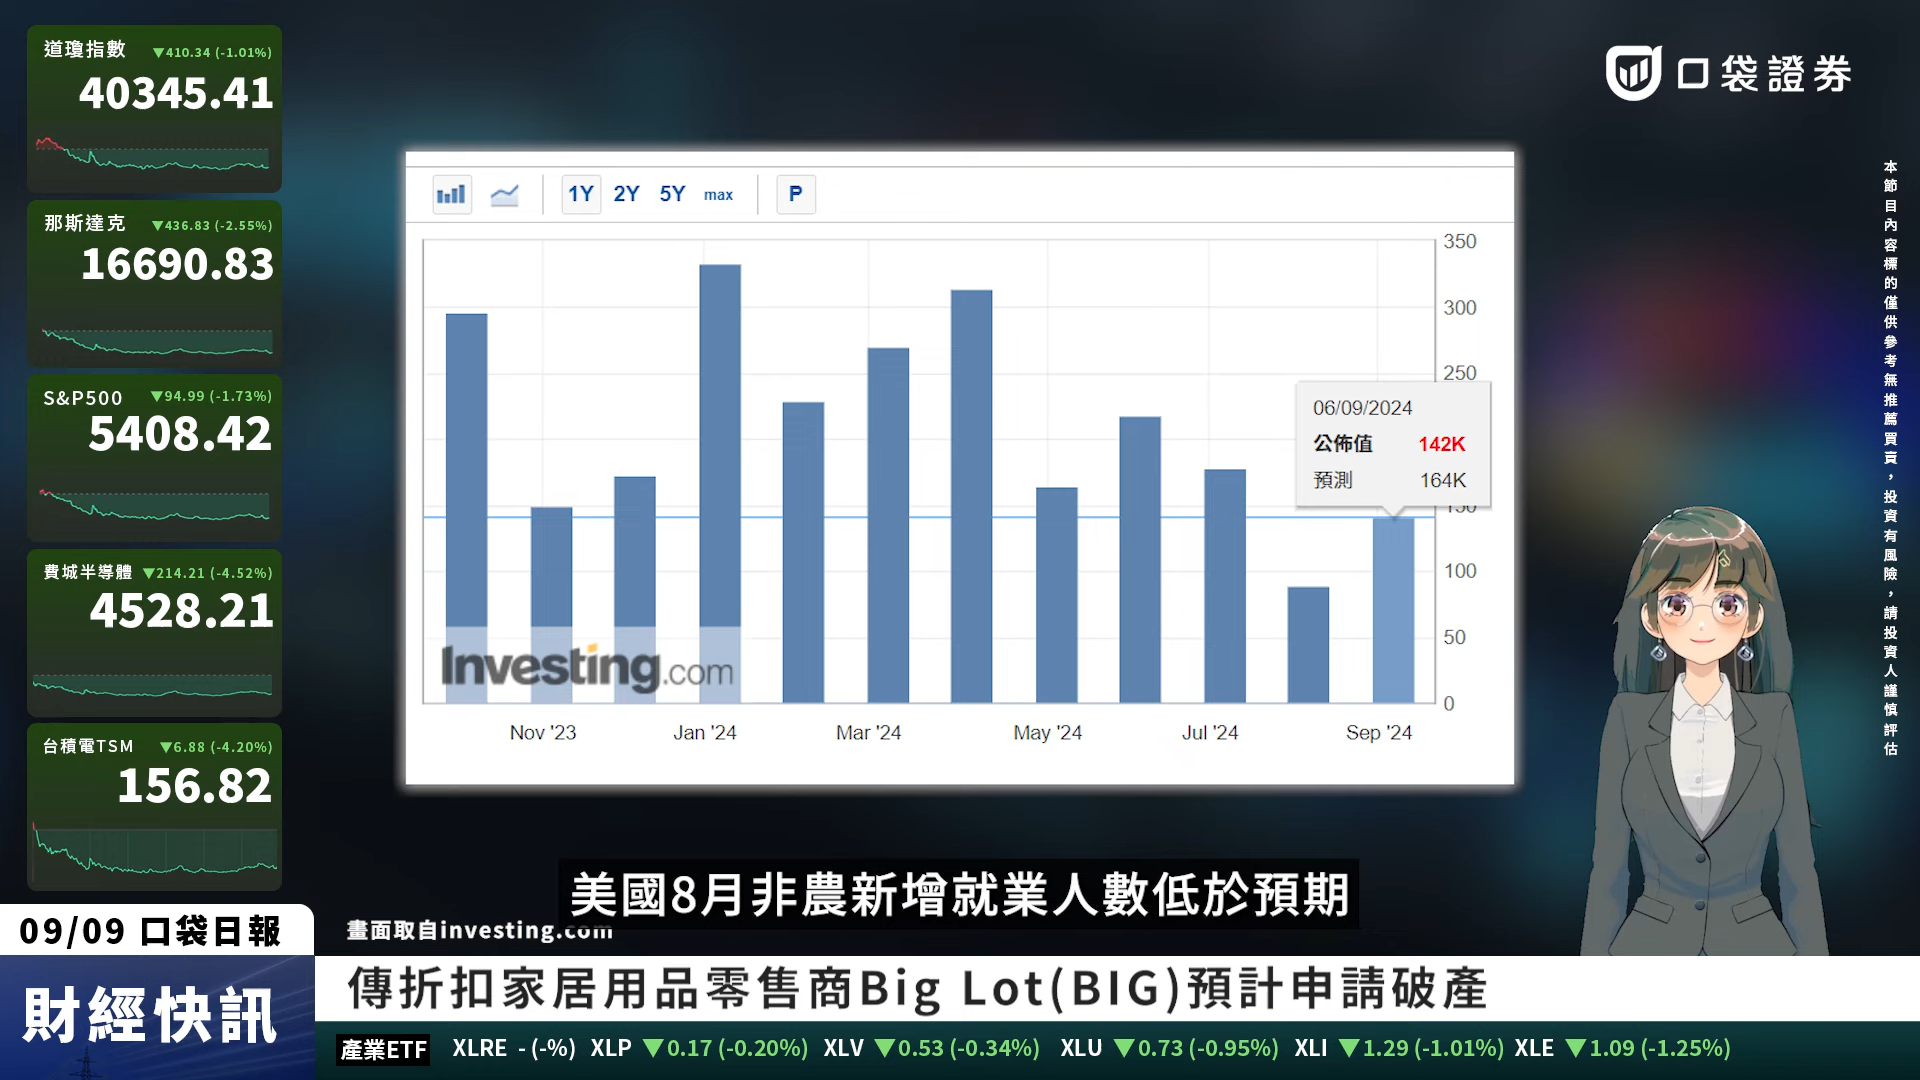 道瓊指數 ▼410.34 (-1.01%)
40345.41
那斯達克 ▼436.83 (-2.55%)
16690.83
S&P500 ▼94.99 (-1.73%)
5408.42
費城半導體 ▼214.21 (-4.52%)
4528.21
台積電TSM ▼6.88 (-4.20%)
156.82
口袋證券
本節目內容標的僅供參考無推薦買賣，投資有風險，請投資人謹慎評估
1Y 2Y 5Y max P
350
300
250
150
100
50
0
06/09/2024
公佈值 142K
預測 164K
Investing.com
Nov '23 Jan '24 Mar '24 May '24 Jul '24 Sep '24
美國8月非農新增就業人數低於預期
畫面取自investing.com
09/09 口袋日報
財經快訊
傳折扣家居用品零售商Big Lot(BIG)預計申請破產
產業ETF XLRE - (-%) XLP ▼0.17 (-0.20%) XLV ▼0.53 (-0.34%) XLU ▼0.73 (-0.95%) XLI ▼1.29 (-1.01%) XLE ▼1.09 (-1.25%)